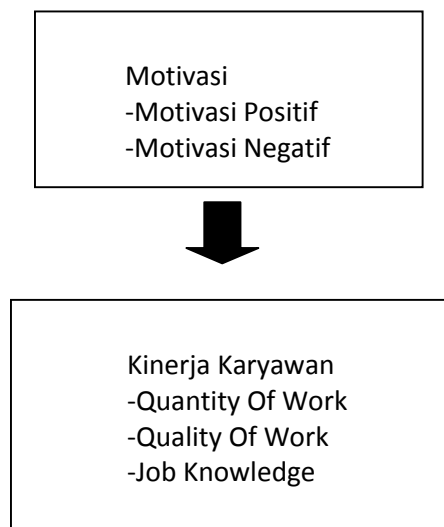 Motivasi
-Motivasi Positif
-Motivasi Negatif
Kinerja Karyawan
-Quantity Of Work
-Quality Of Work
-Job Knowledge